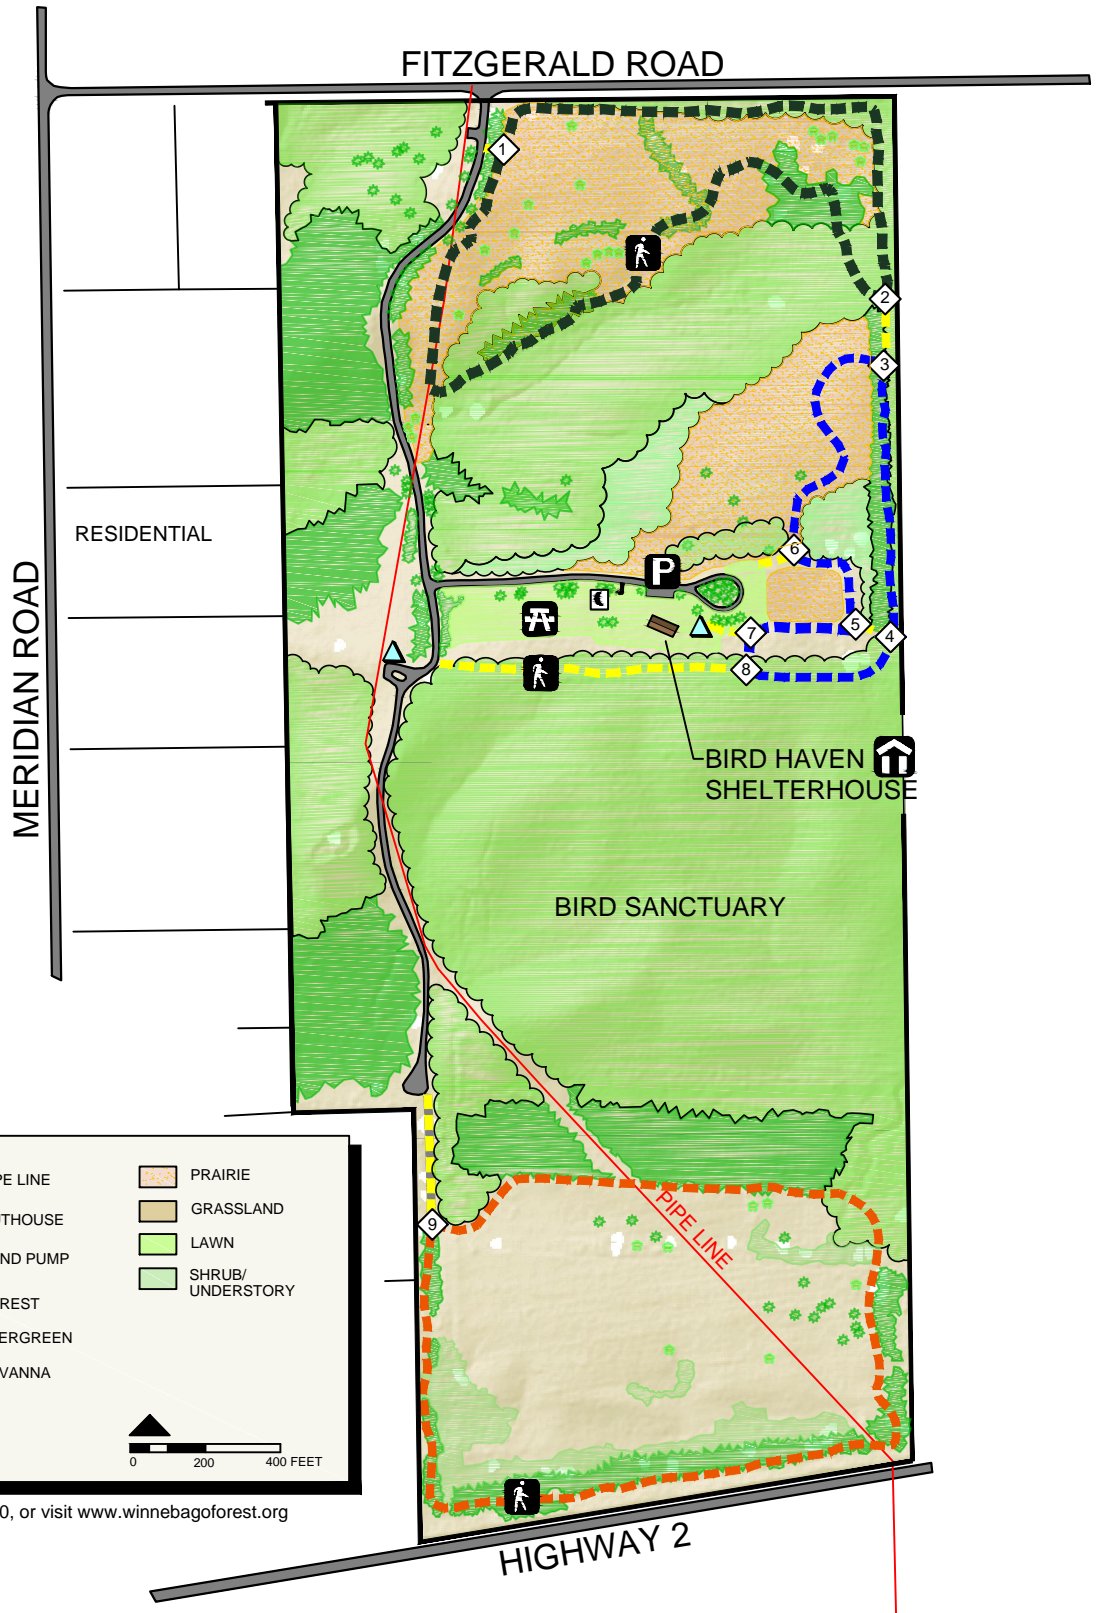 FITZGERALD ROAD
1
2
3
RESIDENTIAL
6
P
5
7
4
8
MERIDIAN ROAD
BIRD HAVEN
SHELTERHOUSE
BIRD SANCTUARY
9
PIPE LINE
PE LINE
UTHOUSE
ND PUMP
REST
ERGREEN
VANNA
PRAIRIE
GRASSLAND
LAWN
SHRUB/
UNDERSTORY
0 200 400 FEET
0, or visit www.winnebagoforest.org
HIGHWAY 2